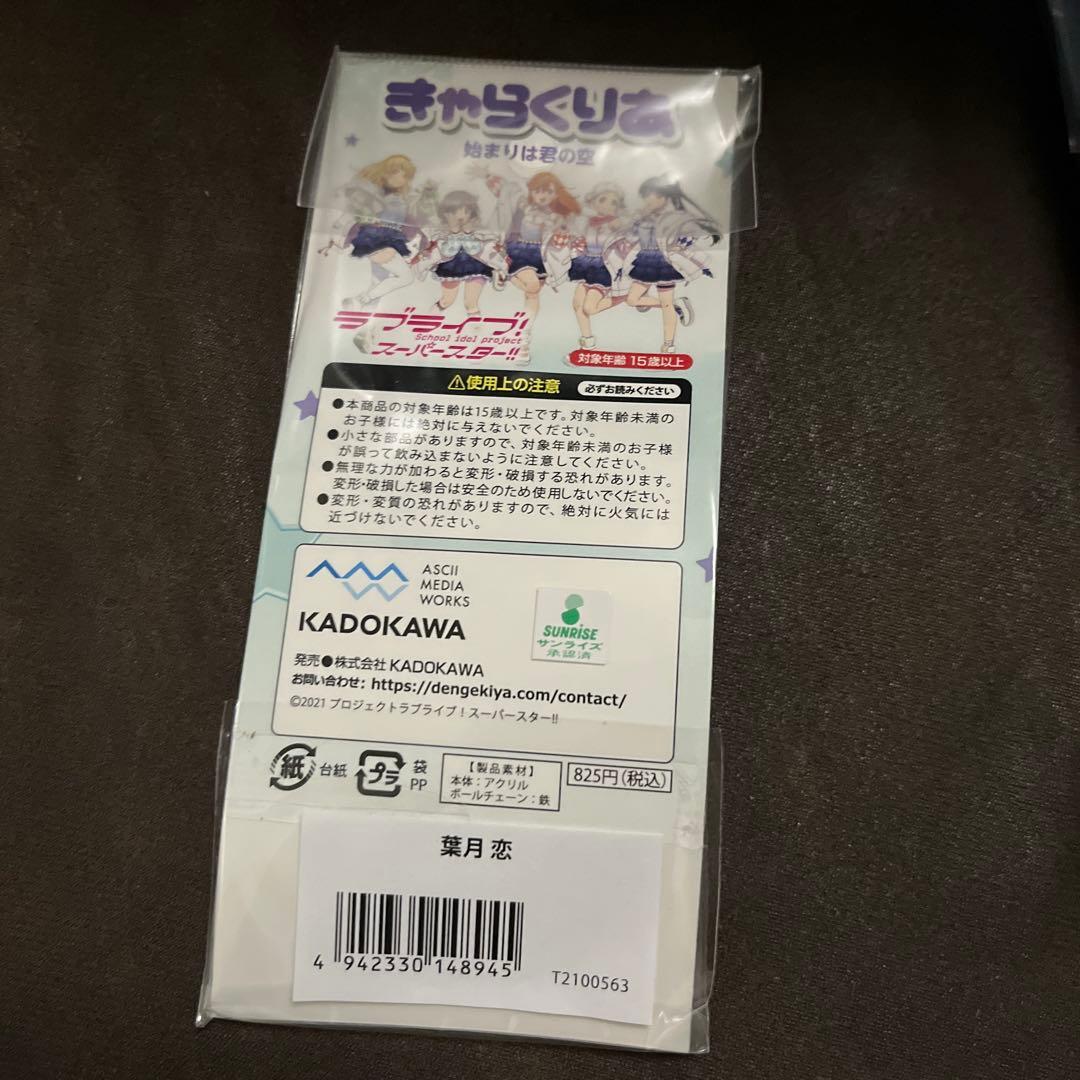 きゃらくりあ
始まりは君の空
ラブライブ!
School idol project
スーパースター!!
対象年齢 15歳以上
⚠使用上の注意 必ずお読みください
●本商品の対象年齢は15歳以上です。対象年齢未満の
お子様には絶対に与えないでください。
●小さな部品がありますので、対象年齢未満のお子様
が誤って飲み込まないように注意してください。
●無理な力が加わると変形・破損する恐れがあります。
変形・破損した場合は安全のため使用しないでください。
●変形・変質の恐れがありますので、絶対に火気には
近づけないでください。
ASCII
MEDIA
WORKS
KADOKAWA
SUNRISE
サンライズ
承認済
発売●株式会社 KADOKAWA
お問い合わせ: https://dengekiya.com/contact/
©2021 プロジェクトラブライブ!スーパースター!!
紙 台紙
プラ 袋
PP
【製品素材】
本体:アクリル
ボールチェーン:鉄
825円(税込)
葉月 恋
4 942330 148945
T2100563